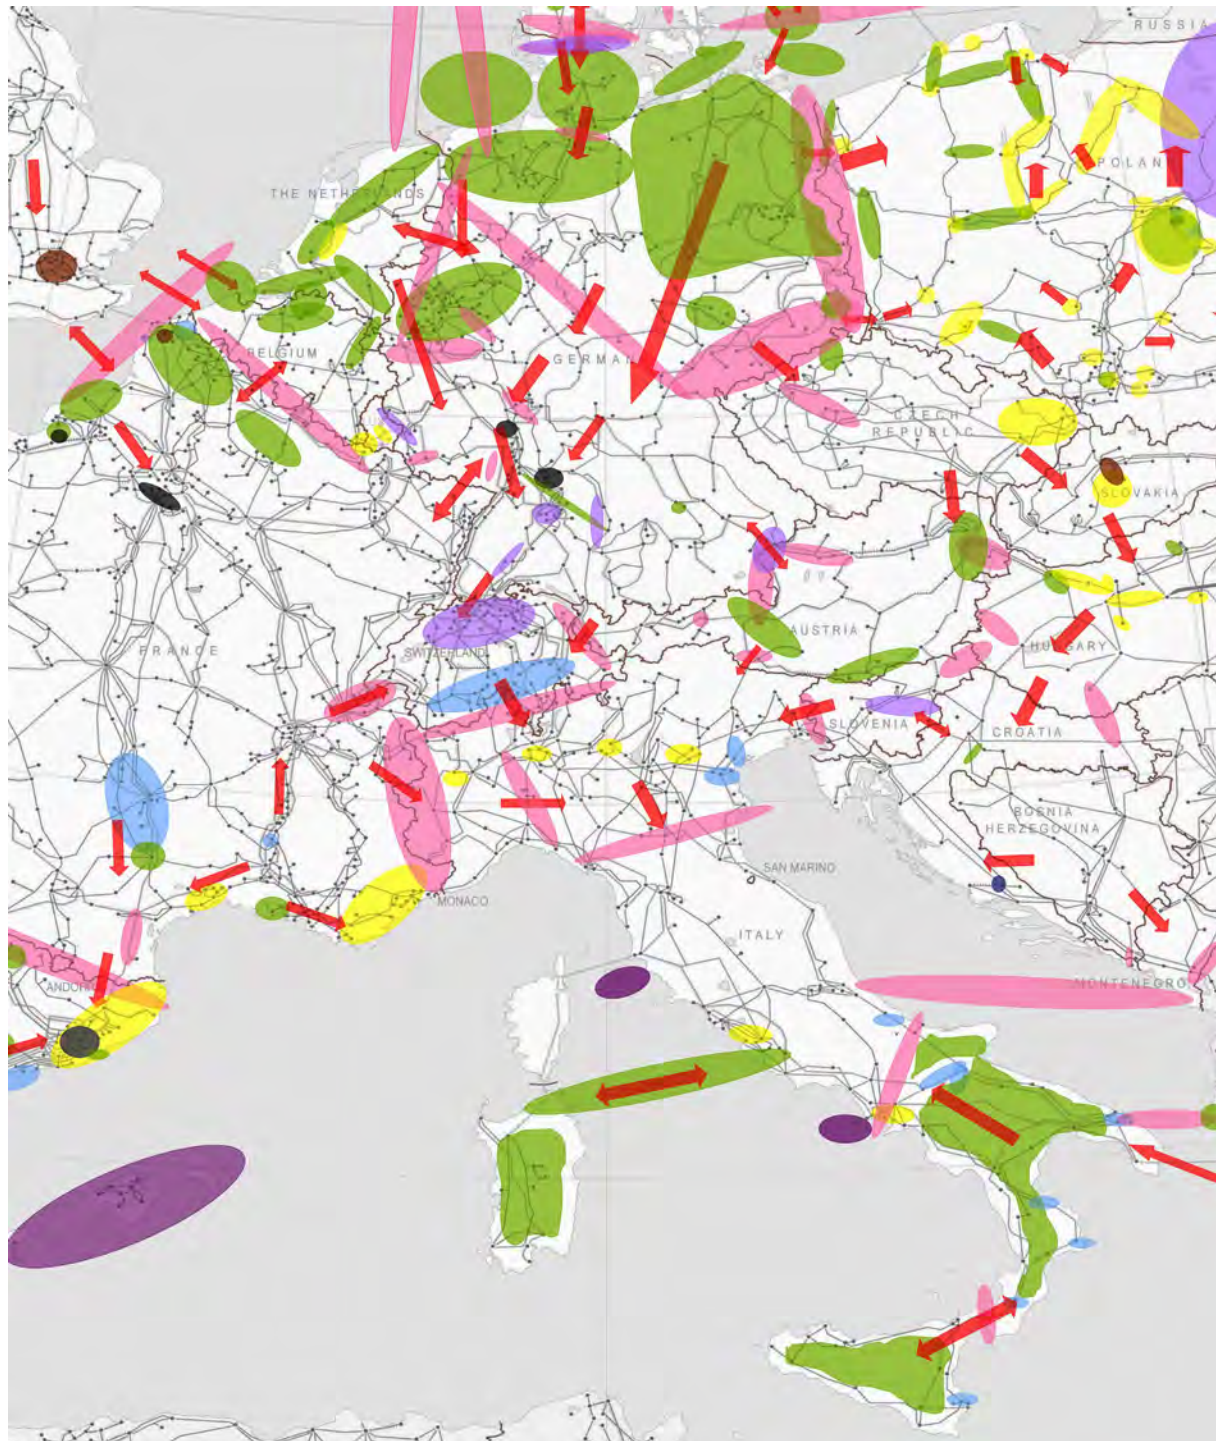 RUSSIA
POLAND
THE NETHERLANDS
BELGIUM
GERMAN
CZECH
REPUBLIC
SLOVAKIA
FRANCE
SWITZERLAND
AUSTRIA
HUNGARY
SLOVENIA
CROATIA
BOSNIA
HERZEGOVINA
SAN MARINO
MONACO
ITALY
ANDORRA
MONTENEGRO